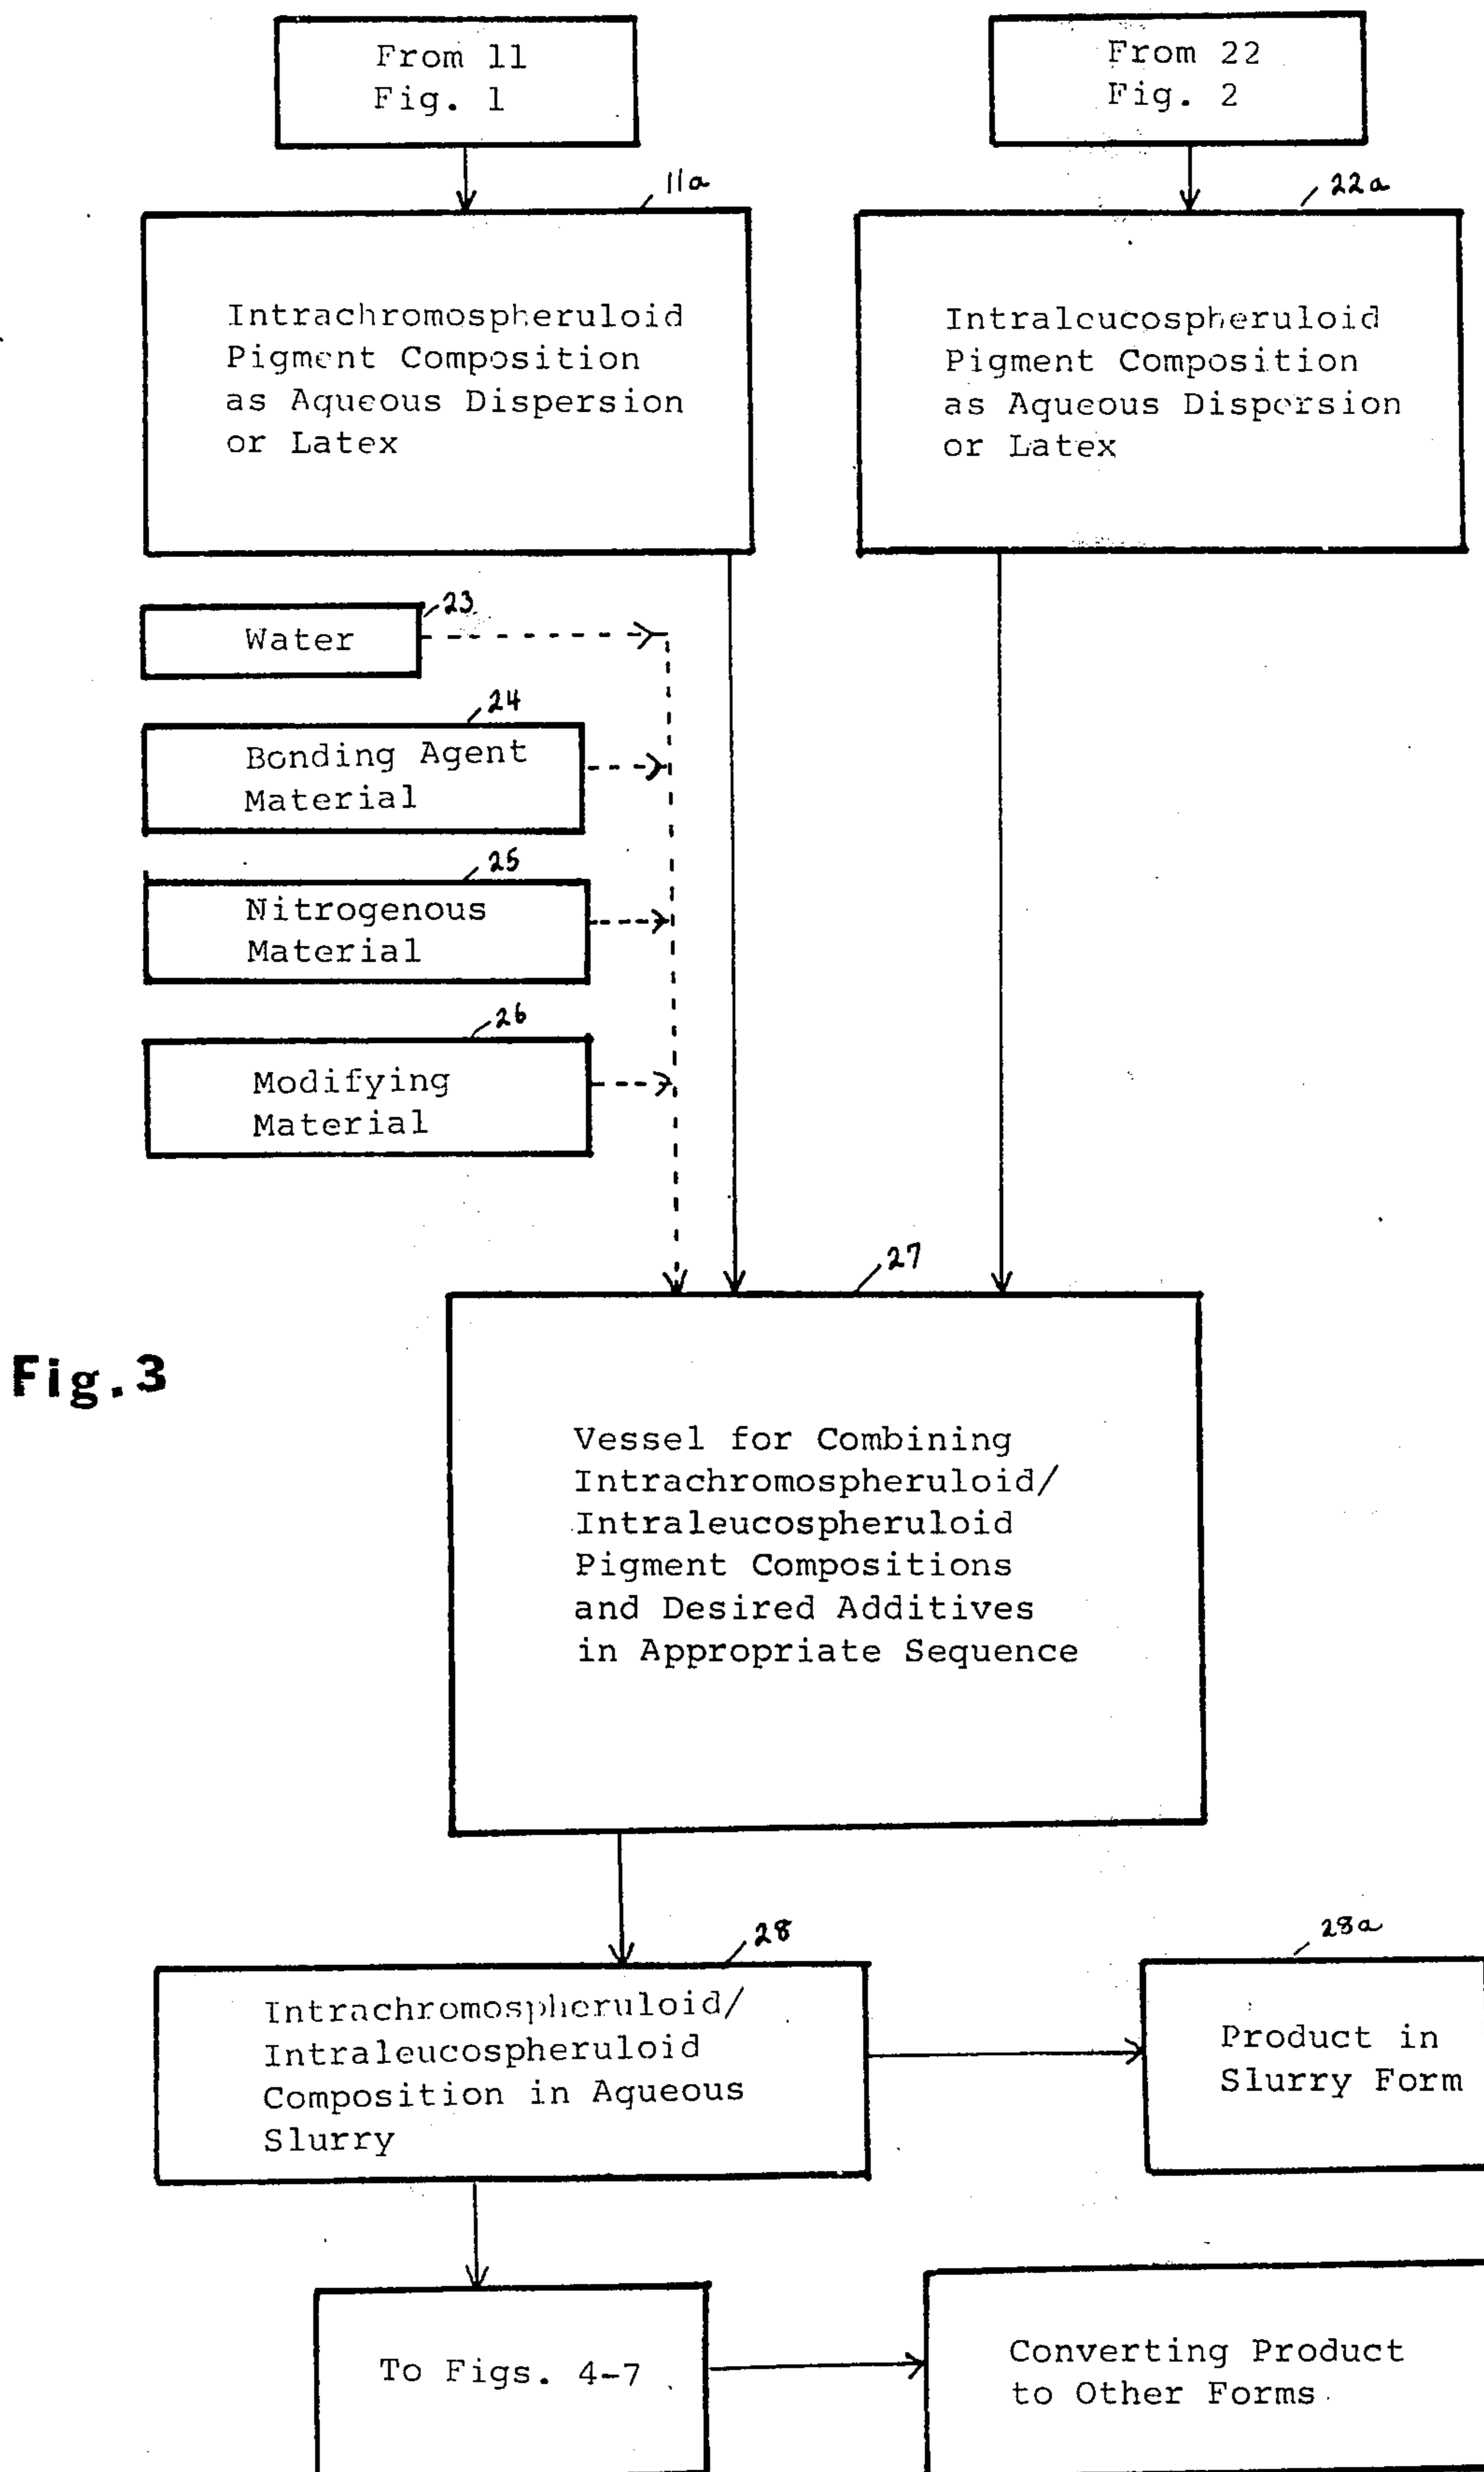 From 11
Fig. 1
From 22
Fig. 2
11a
22a
Intrachromospheruloid
Pigment Composition
as Aqueous Dispersion
or Latex
Intraleucospheruloid
Pigment Composition
as Aqueous Dispersion
or Latex
23
Water
24
Bonding Agent
Material
25
Nitrogenous
Material
26
Modifying
Material
27
Fig.3
Vessel for Combining
Intrachromospheruloid/
Intraleucospheruloid
Pigment Compositions
and Desired Additives
in Appropriate Sequence
28
28a
Intrachromospheruloid/
Intraleucospheruloid
Composition in Aqueous
Slurry
Product in
Slurry Form
To Figs. 4-7
Converting Product
to Other Forms